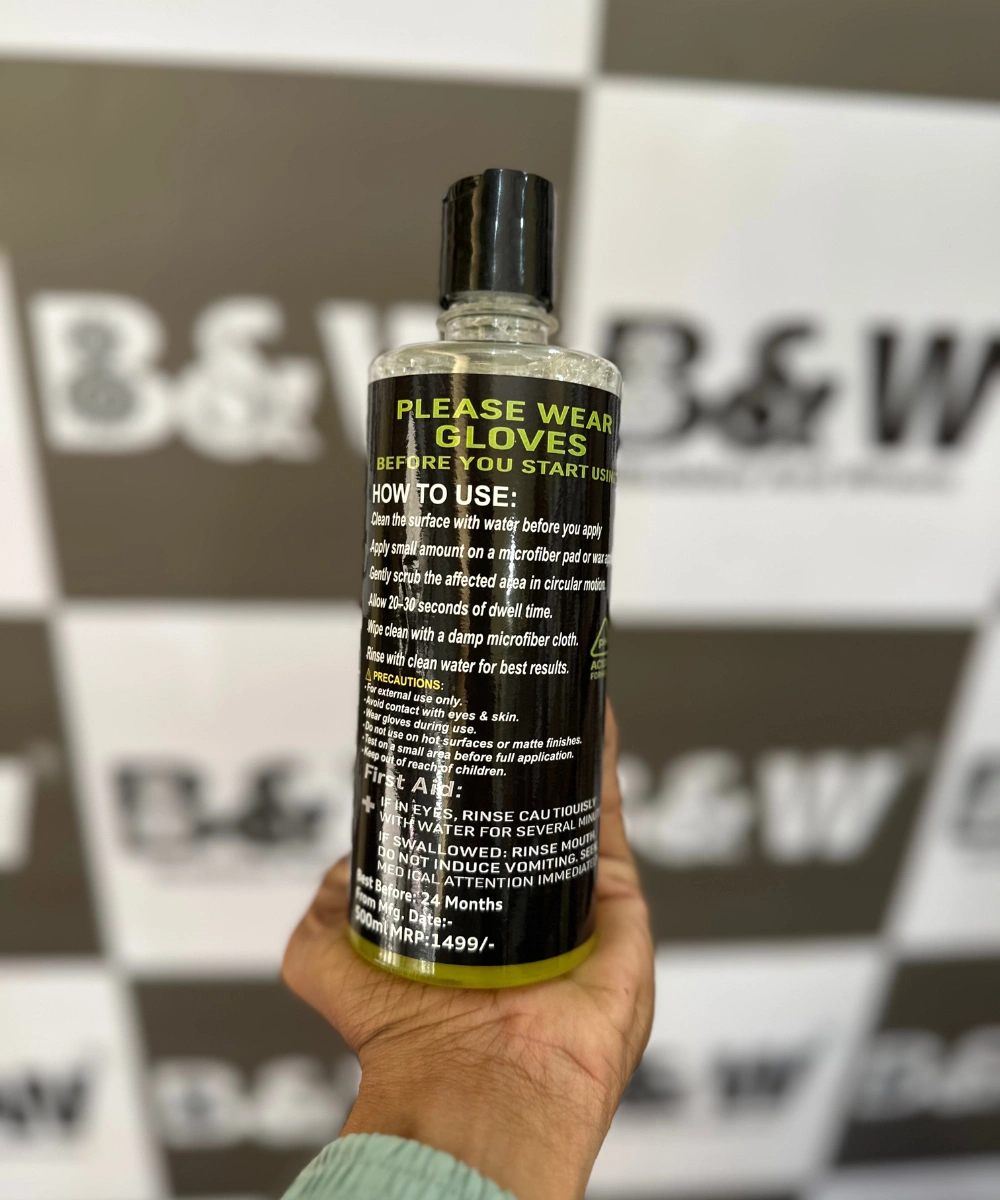 B&W
B&W
PLEASE WEAR
GLOVES
BEFORE YOU START USING
HOW TO USE:
Clean the surface with water before you apply
Apply small amount on a microfiber pad or wax
Gently scrub the affected area in circular motion.
Allow 20–30 seconds of dwell time.
Wipe clean with a damp microfiber cloth.
Rinse with clean water for best results.
⚠ PRECAUTIONS:
- For external use only.
- Avoid contact with eyes & skin.
- Wear gloves during use.
- Do not use on hot surfaces or matte finishes.
- Test on a small area before full application.
- Keep out of reach of children.
First Aid:
IF IN EYES, RINSE CAUTIOUISLY
WITH WATER FOR SEVERAL
IF SWALLOWED: RINSE MOUTH,
DO NOT INDUCE VOMITING.
MEDICAL ATTENTION
Best Before: 24 Months
From Mfg. Date:-
500ml MRP:1499/-
B&
B&W